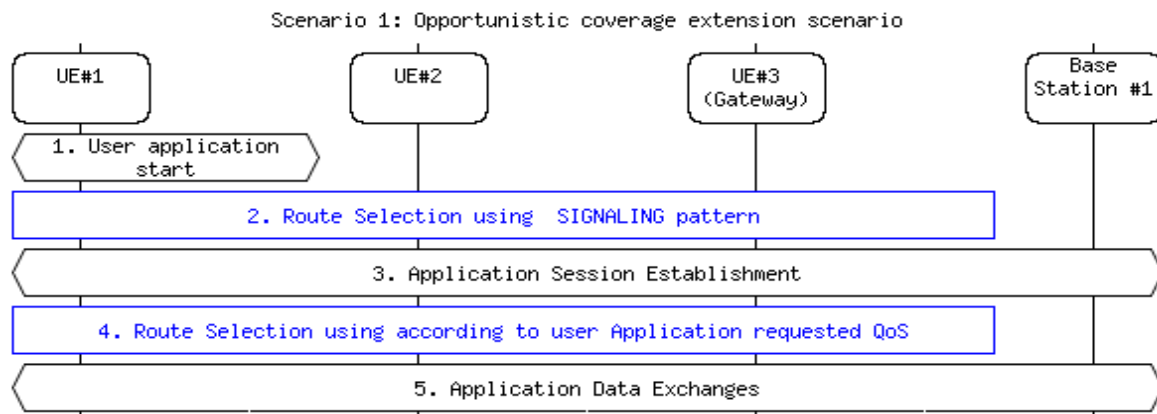 Scenario 1: Opportunistic coverage extension scenario
UE#1
UE#2
UE#3
(Gateway)
Base
Station #1
1. User application
start
2. Route Selection using  SIGNALING pattern
3. Application Session Establishment
4. Route Selection using according to user Application requested QoS
5. Application Data Exchanges